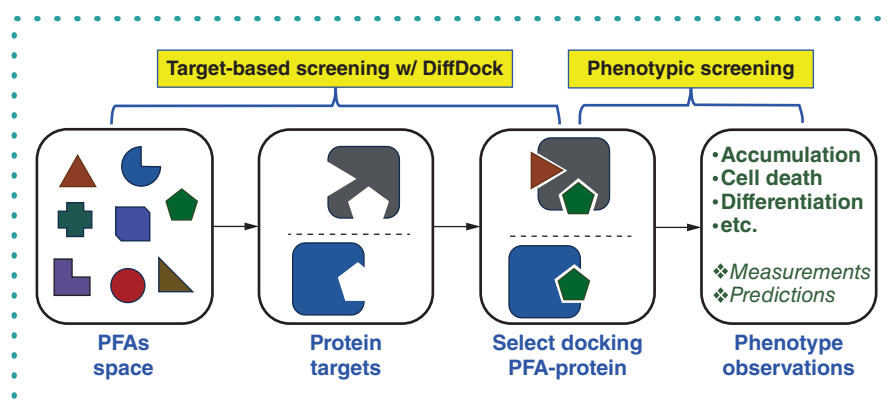 Target-based screening w/ DiffDock
Phenotypic screening
•Accumulation
•Cell death
•Differentiation
•etc.
❖Measurements
❖Predictions
PFAs
space
Protein
targets
Select docking
PFA-protein
Phenotype
observations